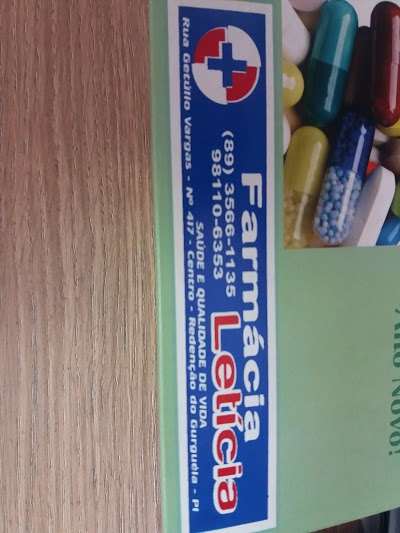 Farmácia Letícia
(89) 3566-1135
98110-6353
SAÚDE E QUALIDADE DE VIDA
Rua Getúlio Vargas - Nº 417 - Centro - Redenção do Gurguéia - PI
Ano Novo!